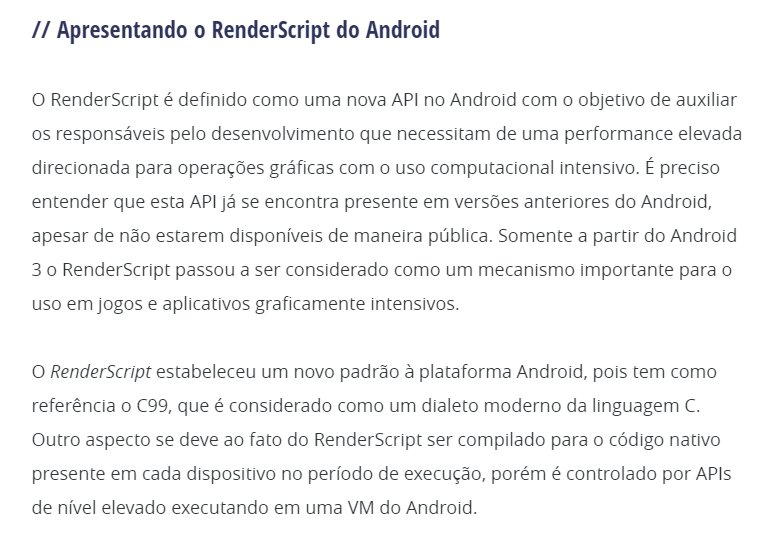 // Apresentando o RenderScript do Android
O RenderScript é definido como uma nova API no Android com o objetivo de auxiliar
os responsáveis pelo desenvolvimento que necessitam de uma performance elevada
direcionada para operações gráficas com o uso computacional intensivo. É preciso
entender que esta API já se encontra presente em versões anteriores do Android,
apesar de não estarem disponíveis de maneira pública. Somente a partir do Android
3 o RenderScript passou a ser considerado como um mecanismo importante para o
uso em jogos e aplicativos graficamente intensivos.
O RenderScript estabeleceu um novo padrão à plataforma Android, pois tem como
referência o C99, que é considerado como um dialeto moderno da linguagem C.
Outro aspecto se deve ao fato do RenderScript ser compilado para o código nativo
presente em cada dispositivo no período de execução, porém é controlado por APIs
de nível elevado executando em uma VM do Android.